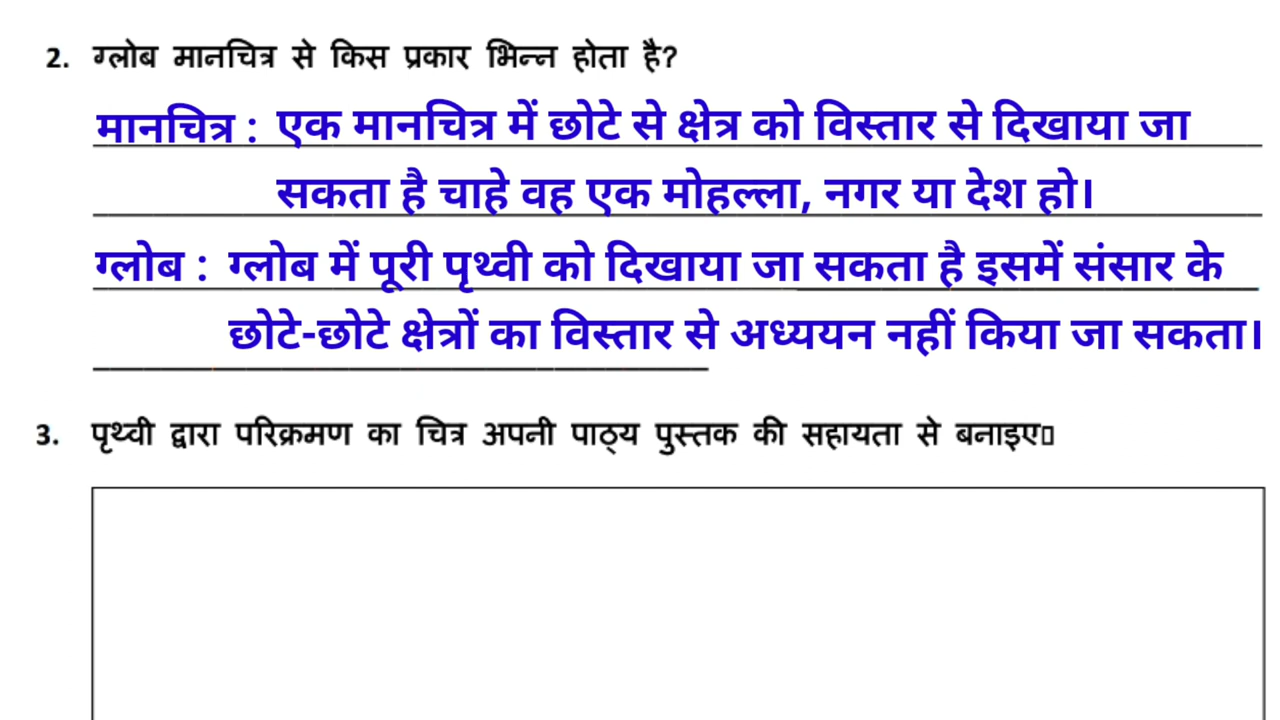 2. ग्लोब मानचित्र से किस प्रकार भिन्न होता है?
मानचित्र : एक मानचित्र में छोटे से क्षेत्र को विस्तार से दिखाया जा
सकता है चाहे वह एक मोहल्ला, नगर या देश हो।
ग्लोब : ग्लोब में पूरी पृथ्वी को दिखाया जा सकता है इसमें संसार के
छोटे-छोटे क्षेत्रों का विस्तार से अध्ययन नहीं किया जा सकता।
3. पृथ्वी द्वारा परिक्रमण का चित्र अपनी पाठ्य पुस्तक की सहायता से बनाइए▯